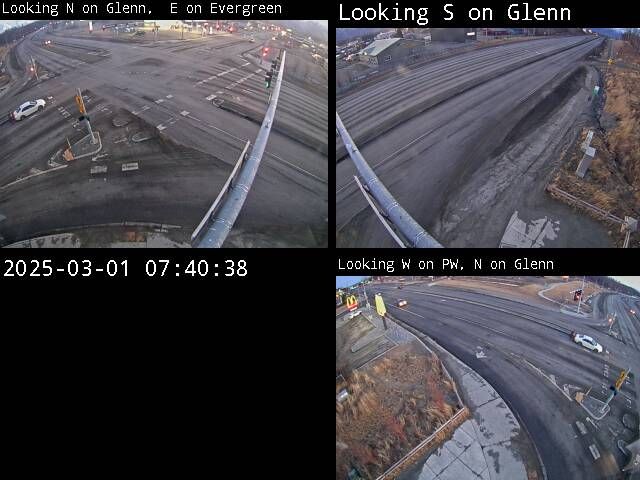 Looking N on Glenn,  E on Evergreen
Looking S on Glenn
2025-03-01 07:40:38
Looking W on PW, N on Glenn